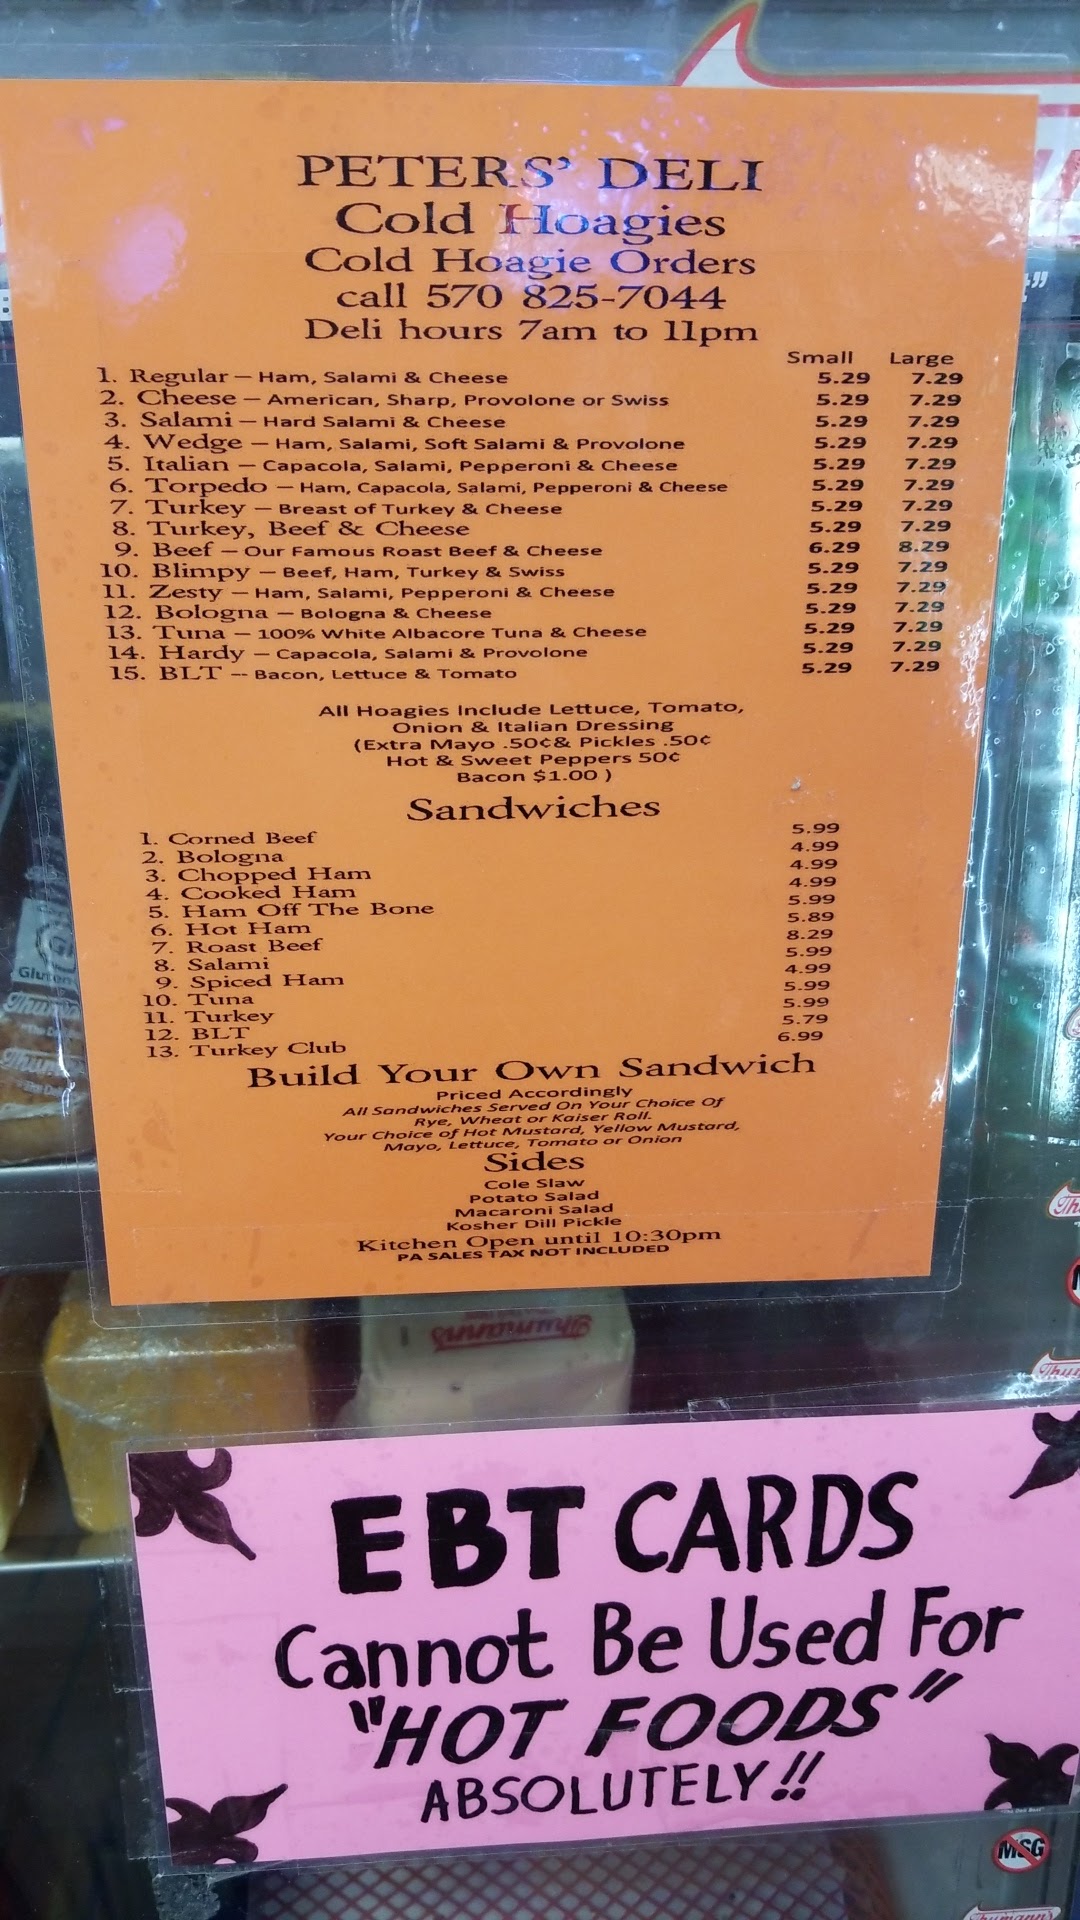 PETERS' DELI
Cold Hoagies
Cold Hoagie Orders
call 570 825-7044
Deli hours 7am to 11pm
Small Large
1. Regular – Ham, Salami & Cheese 5.29 7.29
2. Cheese – American, Sharp, Provolone or Swiss 5.29 7.29
3. Salami – Hard Salami & Cheese 5.29 7.29
4. Wedge – Ham, Salami, Soft Salami & Provolone 5.29 7.29
5. Italian – Capacola, Salami, Pepperoni & Cheese 5.29 7.29
6. Torpedo – Ham, Capacola, Salami, Pepperoni & Cheese 5.29 7.29
7. Turkey – Breast of Turkey & Cheese 5.29 7.29
8. Turkey, Beef & Cheese 5.29 7.29
9. Beef – Our Famous Roast Beef & Cheese 6.29 8.29
10. Blimpy – Beef, Ham, Turkey & Swiss 5.29 7.29
11. Zesty – Ham, Salami, Pepperoni & Cheese 5.29 7.29
12. Bologna – Bologna & Cheese 5.29 7.29
13. Tuna – 100% White Albacore Tuna & Cheese 5.29 7.29
14. Hardy – Capacola, Salami & Provolone 5.29 7.29
15. BLT -- Bacon, Lettuce & Tomato 5.29 7.29
All Hoagies Include Lettuce, Tomato,
Onion & Italian Dressing
(Extra Mayo .50¢& Pickles .50¢
Hot & Sweet Peppers 50¢
Bacon $1.00 )
Sandwiches
1. Corned Beef 5.99
2. Bologna 4.99
3. Chopped Ham 4.99
4. Cooked Ham 4.99
5. Ham Off The Bone 5.99
6. Hot Ham 5.89
7. Roast Beef 8.29
8. Salami 5.99
9. Spiced Ham 4.99
10. Tuna 5.99
11. Turkey 5.99
12. BLT 5.79
13. Turkey Club 6.99
Build Your Own Sandwich
Priced Accordingly
All Sandwiches Served On Your Choice Of
Rye, Wheat or Kaiser Roll.
Your Choice of Hot Mustard, Yellow Mustard,
Mayo, Lettuce, Tomato or Onion
Sides
Cole Slaw
Potato Salad
Macaroni Salad
Kosher Dill Pickle
Kitchen Open until 10:30pm
PA SALES TAX NOT INCLUDED
Thumann's
EBT CARDS
Cannot Be Used For
"HOT FOODS"
ABSOLUTELY!!
MSG
Thumann's